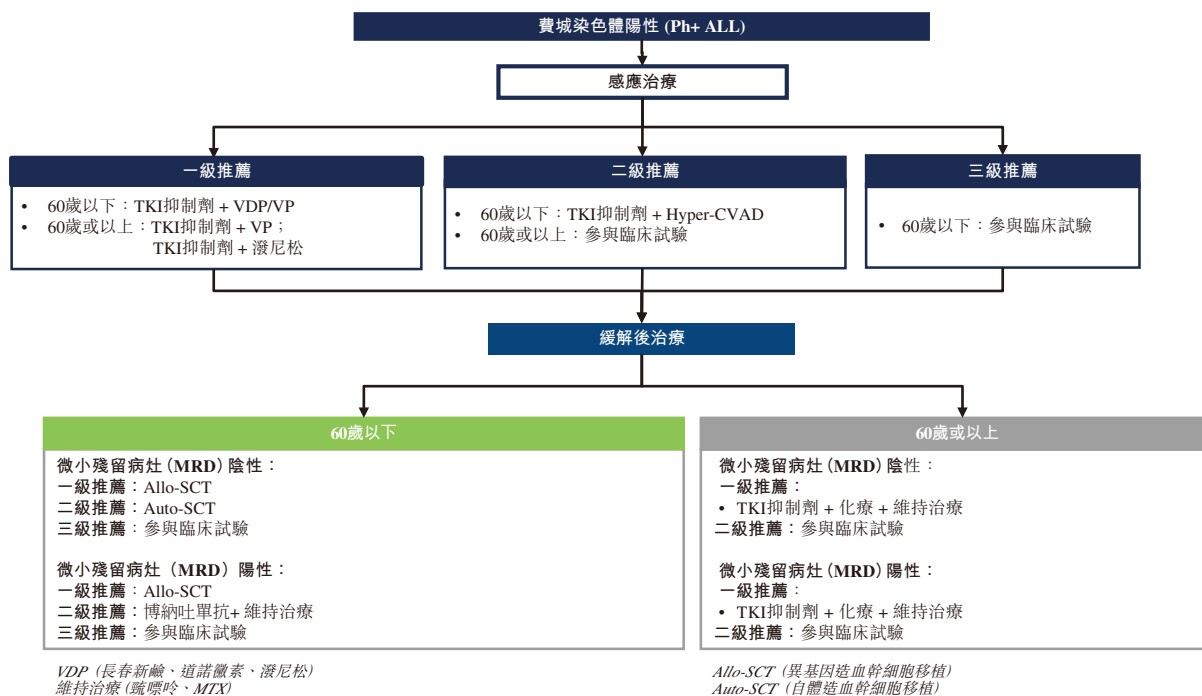 費城染色體陽性 (Ph+ ALL)
感應治療
一級推薦
• 60歲以下：TKI抑制劑 + VDP/VP
• 60歲或以上：TKI抑制劑 + VP；
TKI抑制劑 + 潑尼松
二級推薦
• 60歲以下：TKI抑制劑 + Hyper-CVAD
• 60歲或以上：參與臨床試驗
三級推薦
• 60歲以下：參與臨床試驗
緩解後治療
60歲以下
微小殘留病灶（MRD）陰性：
一級推薦：Allo-SCT
二級推薦：Auto-SCT
三級推薦：參與臨床試驗
微小殘留病灶（MRD）陽性：
一級推薦：Allo-SCT
二級推薦：博納吐單抗+ 維持治療
三級推薦：參與臨床試驗
60歲或以上
微小殘留病灶（MRD）陰性：
一級推薦：
• TKI抑制劑 + 化療 + 維持治療
二級推薦：參與臨床試驗
微小殘留病灶（MRD）陽性：
一級推薦：
• TKI抑制劑 + 化療 + 維持治療
二級推薦：參與臨床試驗
VDP（長春新鹼、道諾黴素、潑尼松）
維持治療（巰嘌呤、MTX）
Allo-SCT（異基因造血幹細胞移植）
Auto-SCT（自體造血幹細胞移植）